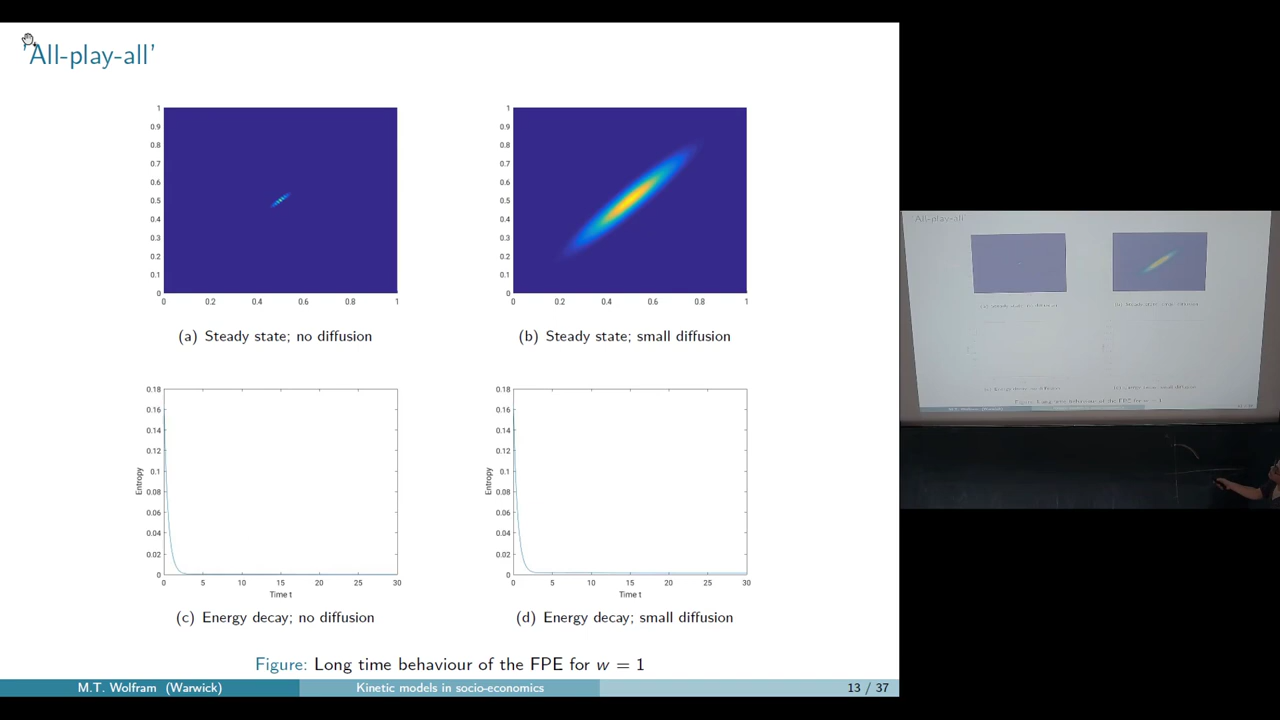 'All-play-all'
1
0.9
0.8
0.7
0.6
0.5
0.4
0.3
0.2
0.1
0
0 0.2 0.4 0.6 0.8 1
(a) Steady state; no diffusion
1
0.9
0.8
0.7
0.6
0.5
0.4
0.3
0.2
0.1
0
0 0.2 0.4 0.6 0.8 1
(b) Steady state; small diffusion
0.18
0.16
0.14
0.12
0.1
0.08
0.06
0.04
0.02
0
Entropy
0 5 10 15 20 25 30
Time t
(c) Energy decay; no diffusion
0.18
0.16
0.14
0.12
0.1
0.08
0.06
0.04
0.02
0
Entropy
0 5 10 15 20 25 30
Time t
(d) Energy decay; small diffusion
Figure: Long time behaviour of the FPE for w = 1
M.T. Wolfram (Warwick) Kinetic models in socio-economics 13 / 37
'All-play-all'